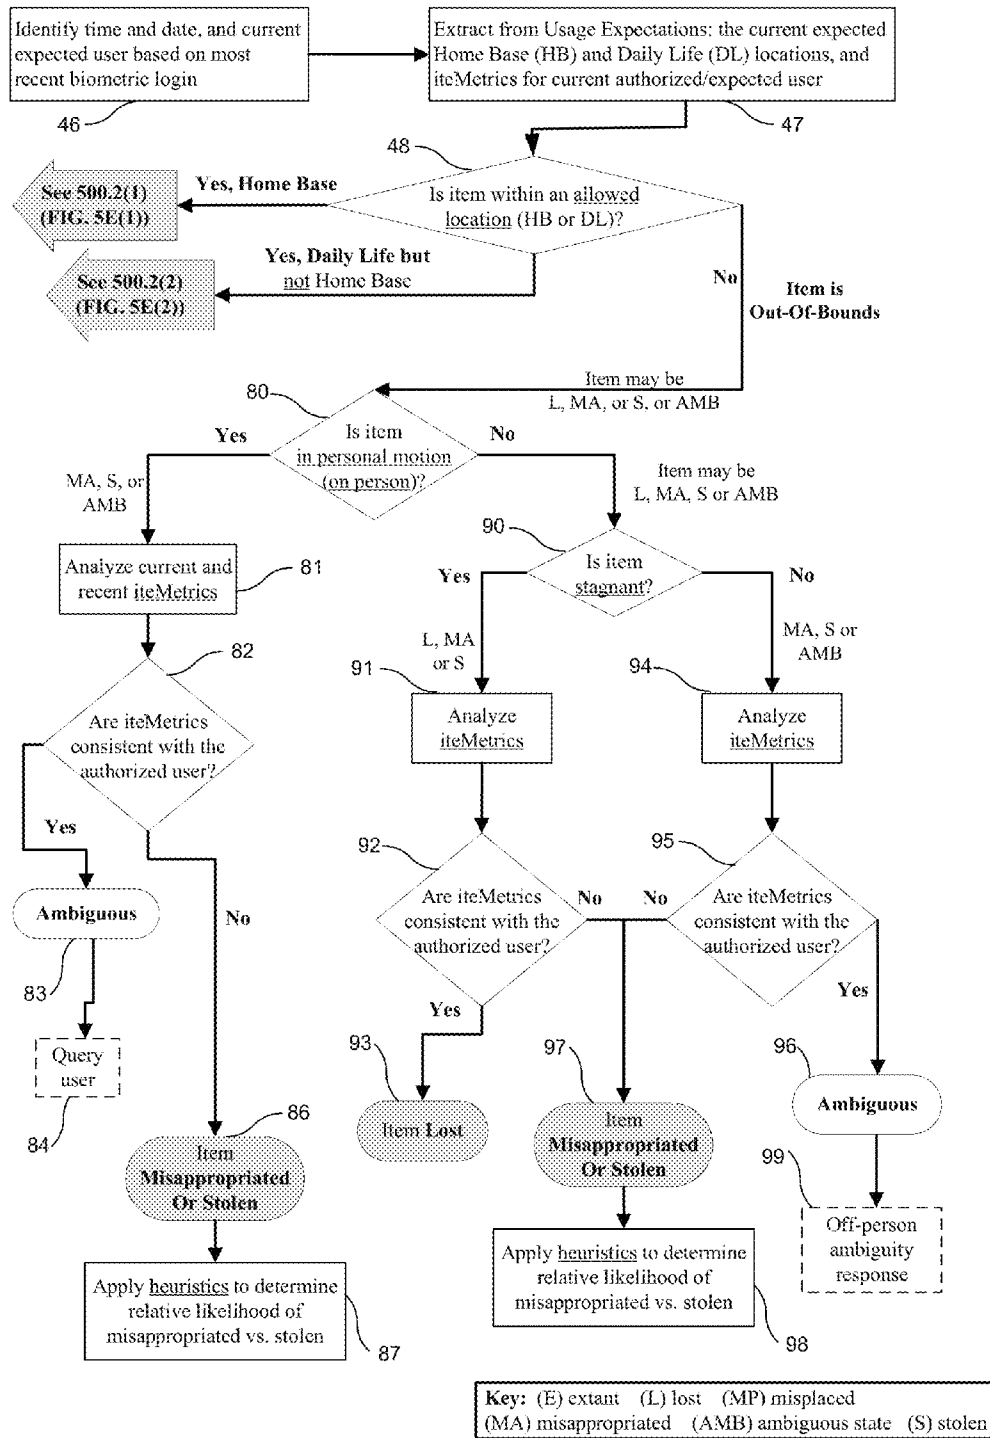 Identify time and date, and current
expected user based on most
recent biometric login
46
Extract from Usage Expectations: the current expected
Home Base (HB) and Daily Life (DL) locations, and
iteMetrics for current authorized/expected user
47
48
Is item within an allowed
location (HB or DL)?
Yes, Home Base
See 500.2(1)
(FIG. 5E(1))
Yes, Daily Life but
not Home Base
See 500.2(2)
(FIG. 5E(2))
No
Item is
Out-Of-Bounds
Item may be
L, MA, or S, or AMB
80
Is item
in personal motion
(on person)?
Yes
No
MA, S, or
AMB
Item may be
L, MA, S or AMB
Analyze current and
recent iteMetrics
81
90
Is item
stagnant?
Yes
No
L, MA
or S
MA, S or
AMB
82
Are iteMetrics
consistent with the
authorized user?
91
Analyze
iteMetrics
94
Analyze
iteMetrics
Yes
No
Ambiguous
83
Query
user
84
92
Are iteMetrics
consistent with the
authorized user?
No
Yes
95
Are iteMetrics
consistent with the
authorized user?
No
Yes
93
Item Lost
97
Item
Misappropriated
Or Stolen
96
Ambiguous
86
Item
Misappropriated
Or Stolen
99
Off-person
ambiguity
response
Apply heuristics to determine
relative likelihood of
misappropriated vs. stolen
87
Apply heuristics to determine
relative likelihood of
misappropriated vs. stolen
98
Key: (E) extant (L) lost (MP) misplaced
(MA) misappropriated (AMB) ambiguous state (S) stolen